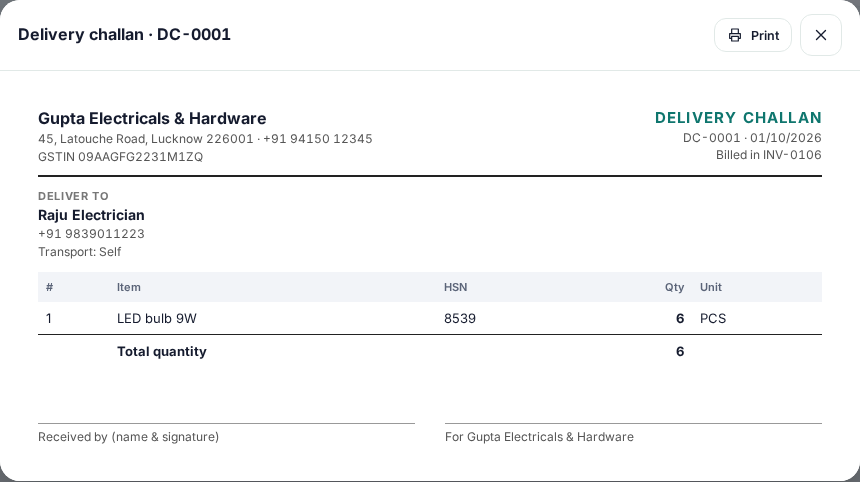 Delivery challan · DC-0001
Print
Gupta Electricals & Hardware
45, Latouche Road, Lucknow 226001 · +91 94150 12345
GSTIN 09AAGFG2231M1ZQ
DELIVERY CHALLAN
DC-0001 · 01/10/2026
Billed in INV-0106
DELIVER TO
Raju Electrician
+91 9839011223
Transport: Self
# Item HSN Qty Unit
1 LED bulb 9W 8539 6 PCS
Total quantity 6
Received by (name & signature)
For Gupta Electricals & Hardware